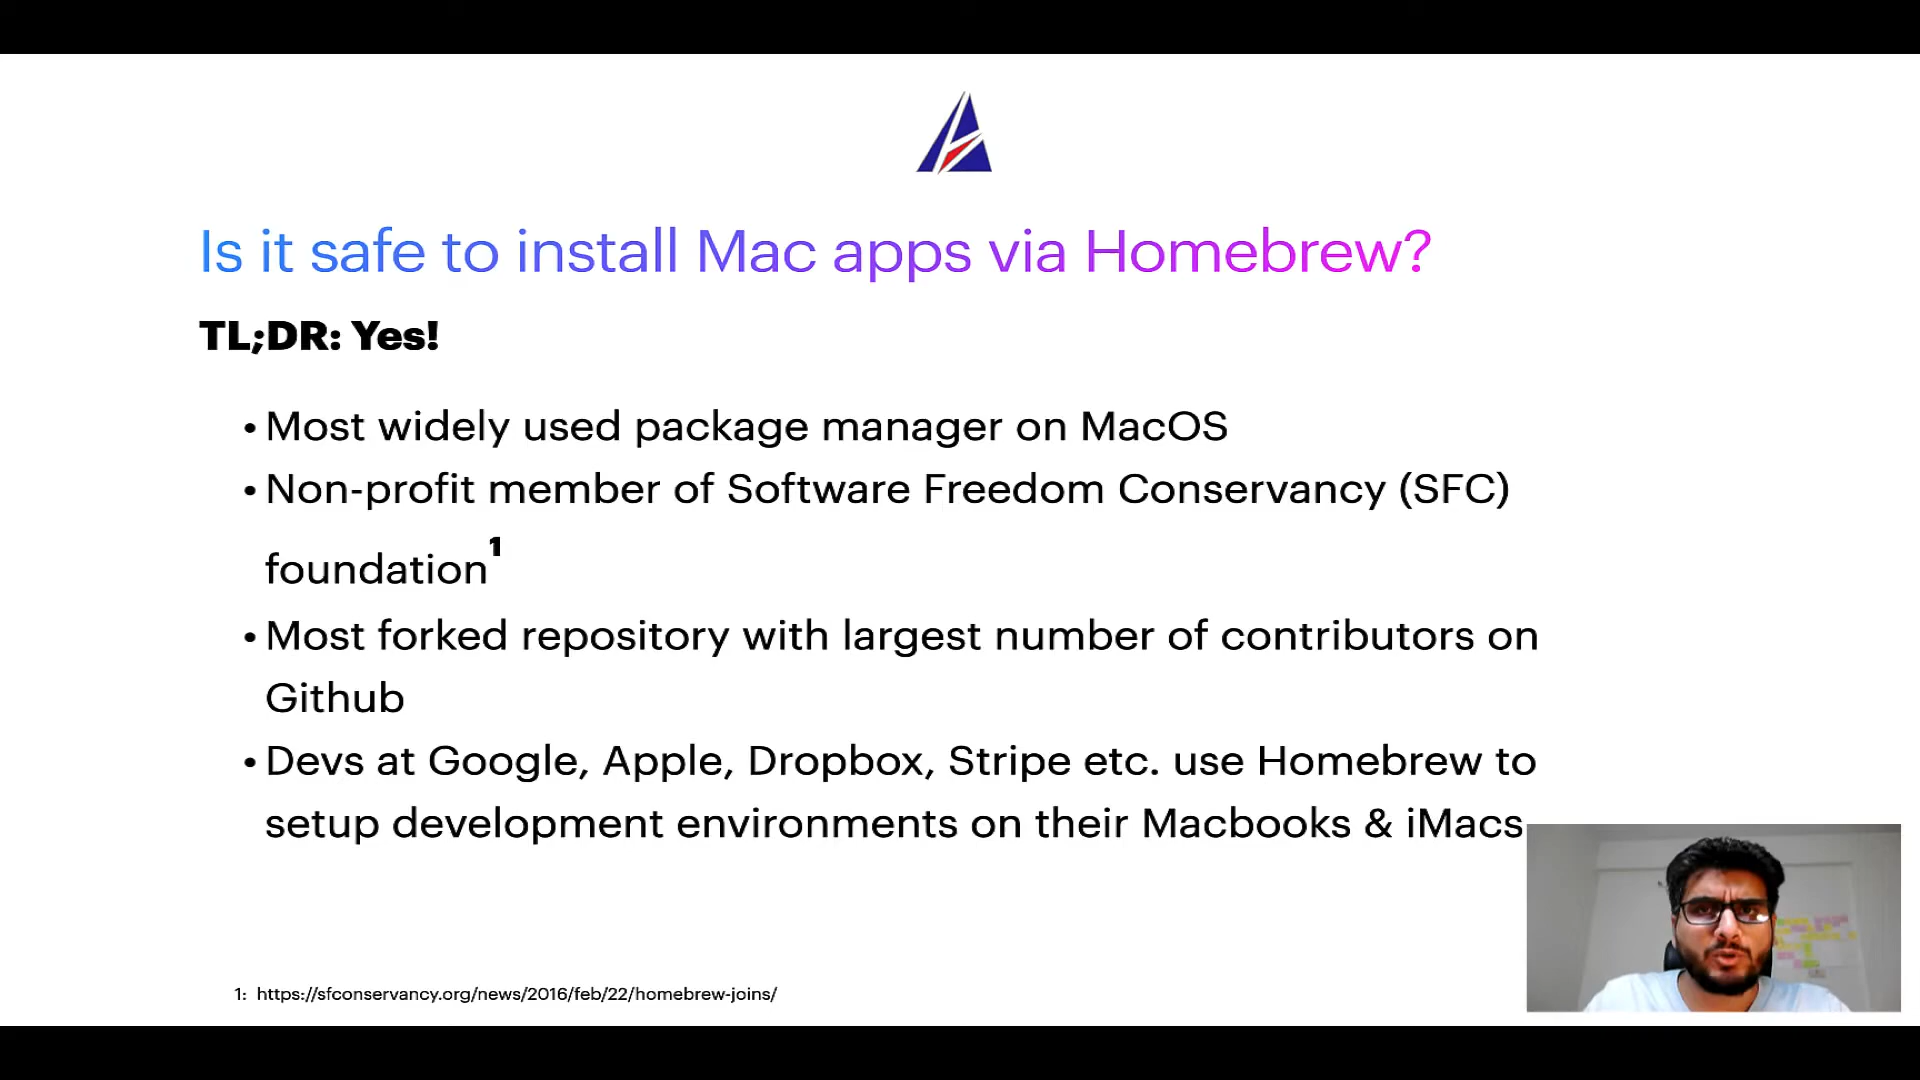 Is it safe to install Mac apps via Homebrew?
TL;DR: Yes!
• Most widely used package manager on MacOS
• Non-profit member of Software Freedom Conservancy (SFC)
foundation1
• Most forked repository with largest number of contributors on
Github
• Devs at Google, Apple, Dropbox, Stripe etc. use Homebrew to
setup development environments on their Macbooks & iMacs
1: https://sfconservancy.org/news/2016/feb/22/homebrew-joins/